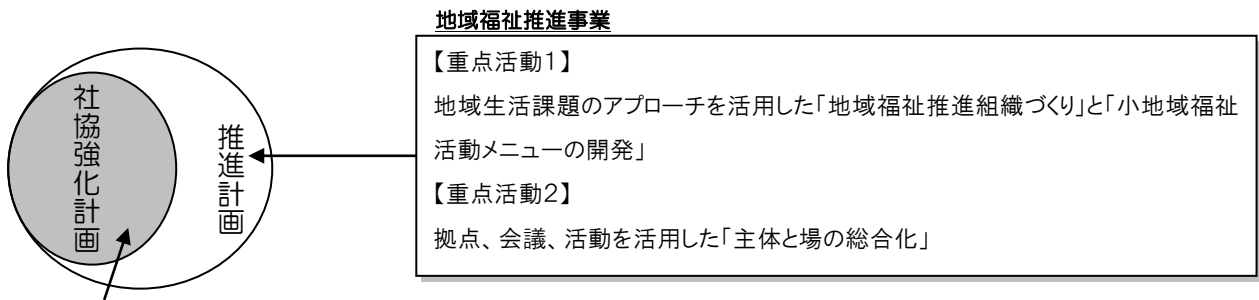 地域福祉推進事業
【重点活動1】
地域生活課題のアプローチを活用した「地域福祉推進組織づくり」と「小地域福祉
活動メニューの開発」
【重点活動2】
拠点、会議、活動を活用した「主体と場の総合化」
社協強化計画
推進計画